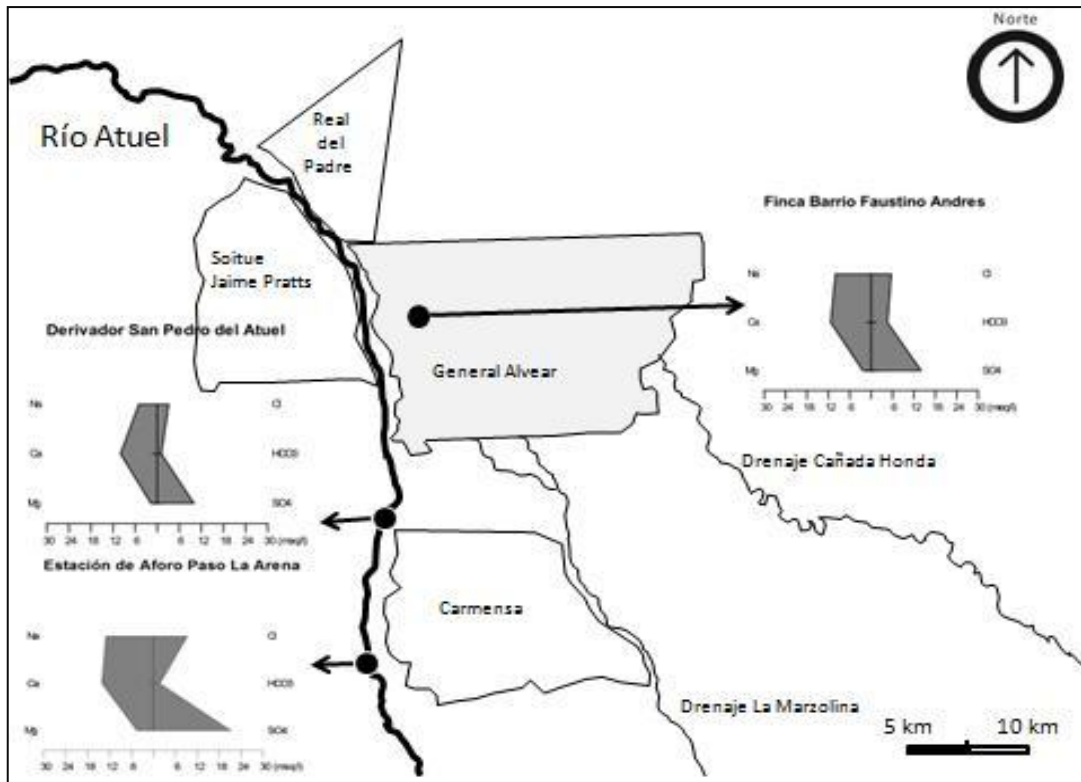 Norte
Río Atuel
Real
del
Padre
Soitue
Jaime Pratts
General Alvear
Carmensa
Drenaje Cañada Honda
Drenaje La Marzolina
5 km 10 km
Finca Barrio Faustino Andres
Na Cl
Ca HCO3
Mg SO4
30 24 18 12 6 6 12 18 24 30 (meq/l)
Derivador San Pedro del Atuel
Na Cl
Ca HCO3
Mg SO4
30 24 18 12 6 6 12 18 24 30 (meq/l)
Estación de Aforo Paso La Arena
Na Cl
Ca HCO3
Mg SO4
30 24 18 12 6 6 12 18 24 30 (meq/l)